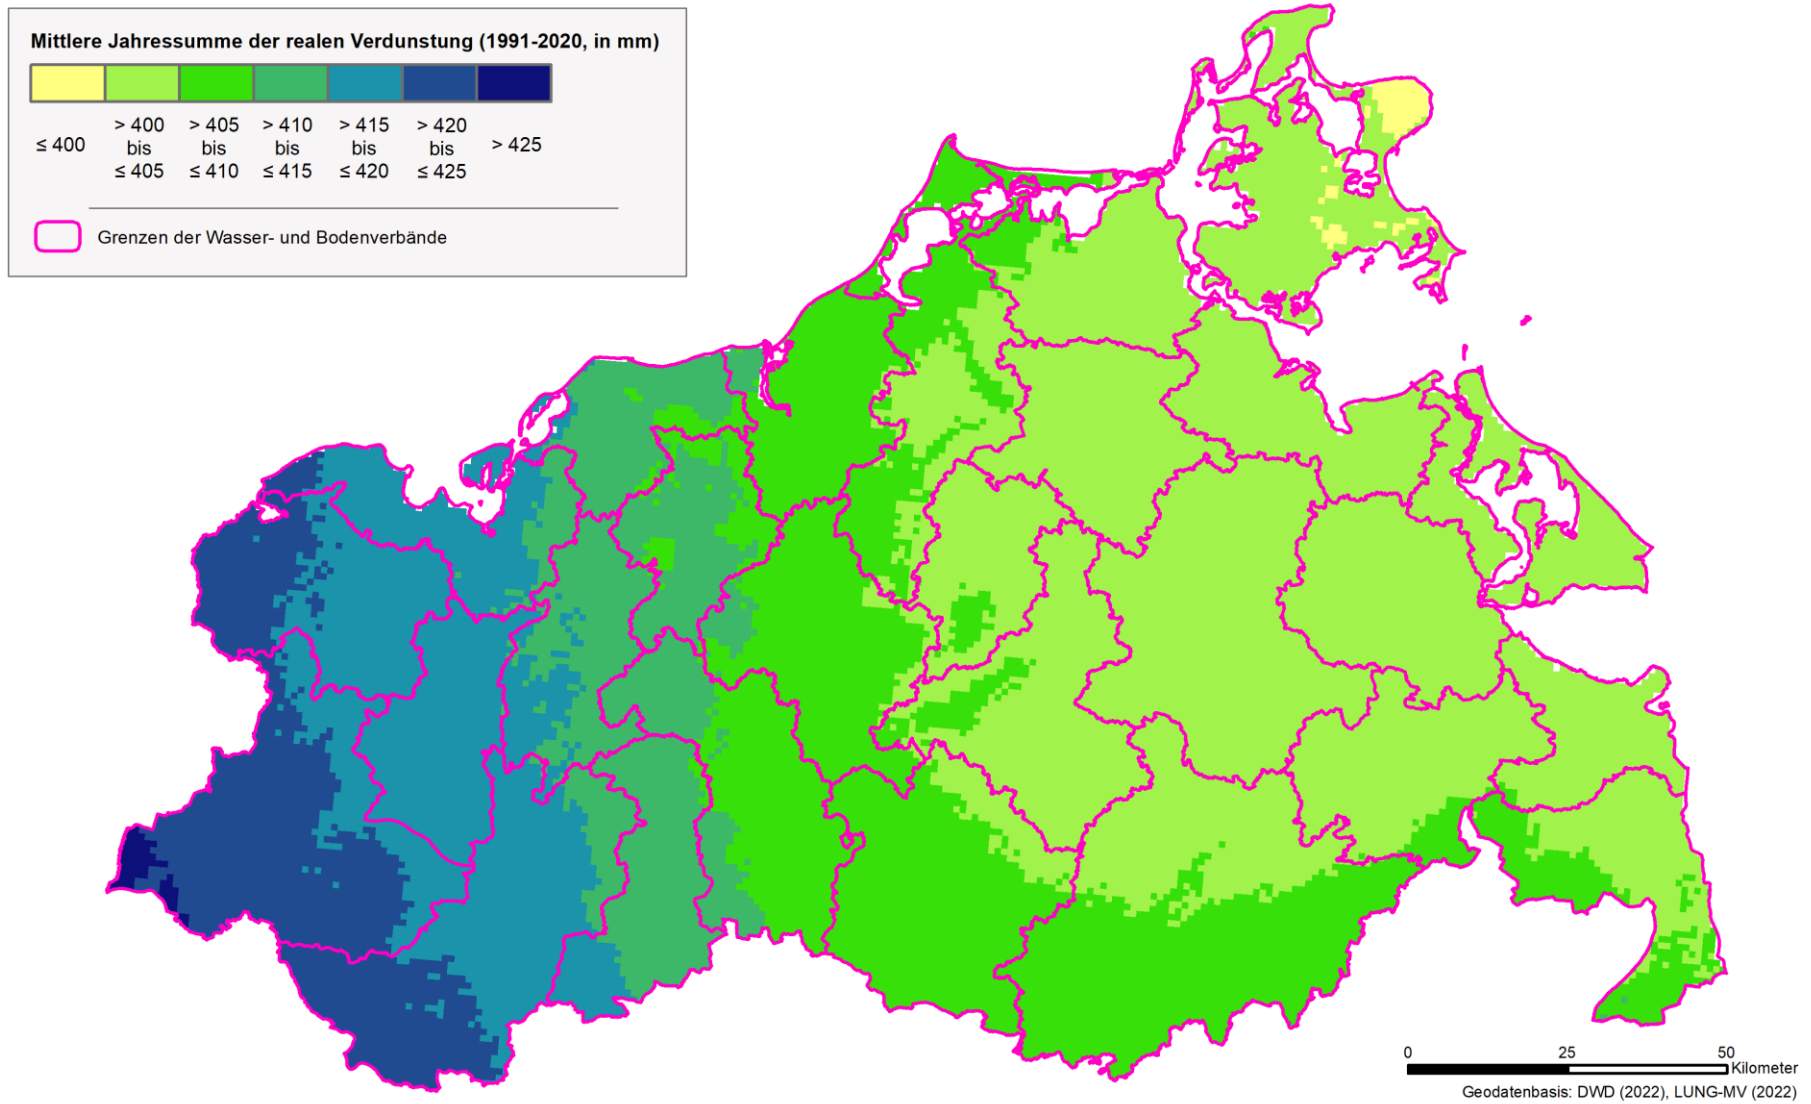 Mittlere Jahressumme der realen Verdunstung (1991-2020, in mm)
≤ 400
> 400 bis ≤ 405
> 405 bis ≤ 410
> 410 bis ≤ 415
> 415 bis ≤ 420
> 420 bis ≤ 425
> 425
Grenzen der Wasser- und Bodenverbände
0 25 50
Kilometer
Geodatenbasis: DWD (2022), LUNG-MV (2022)